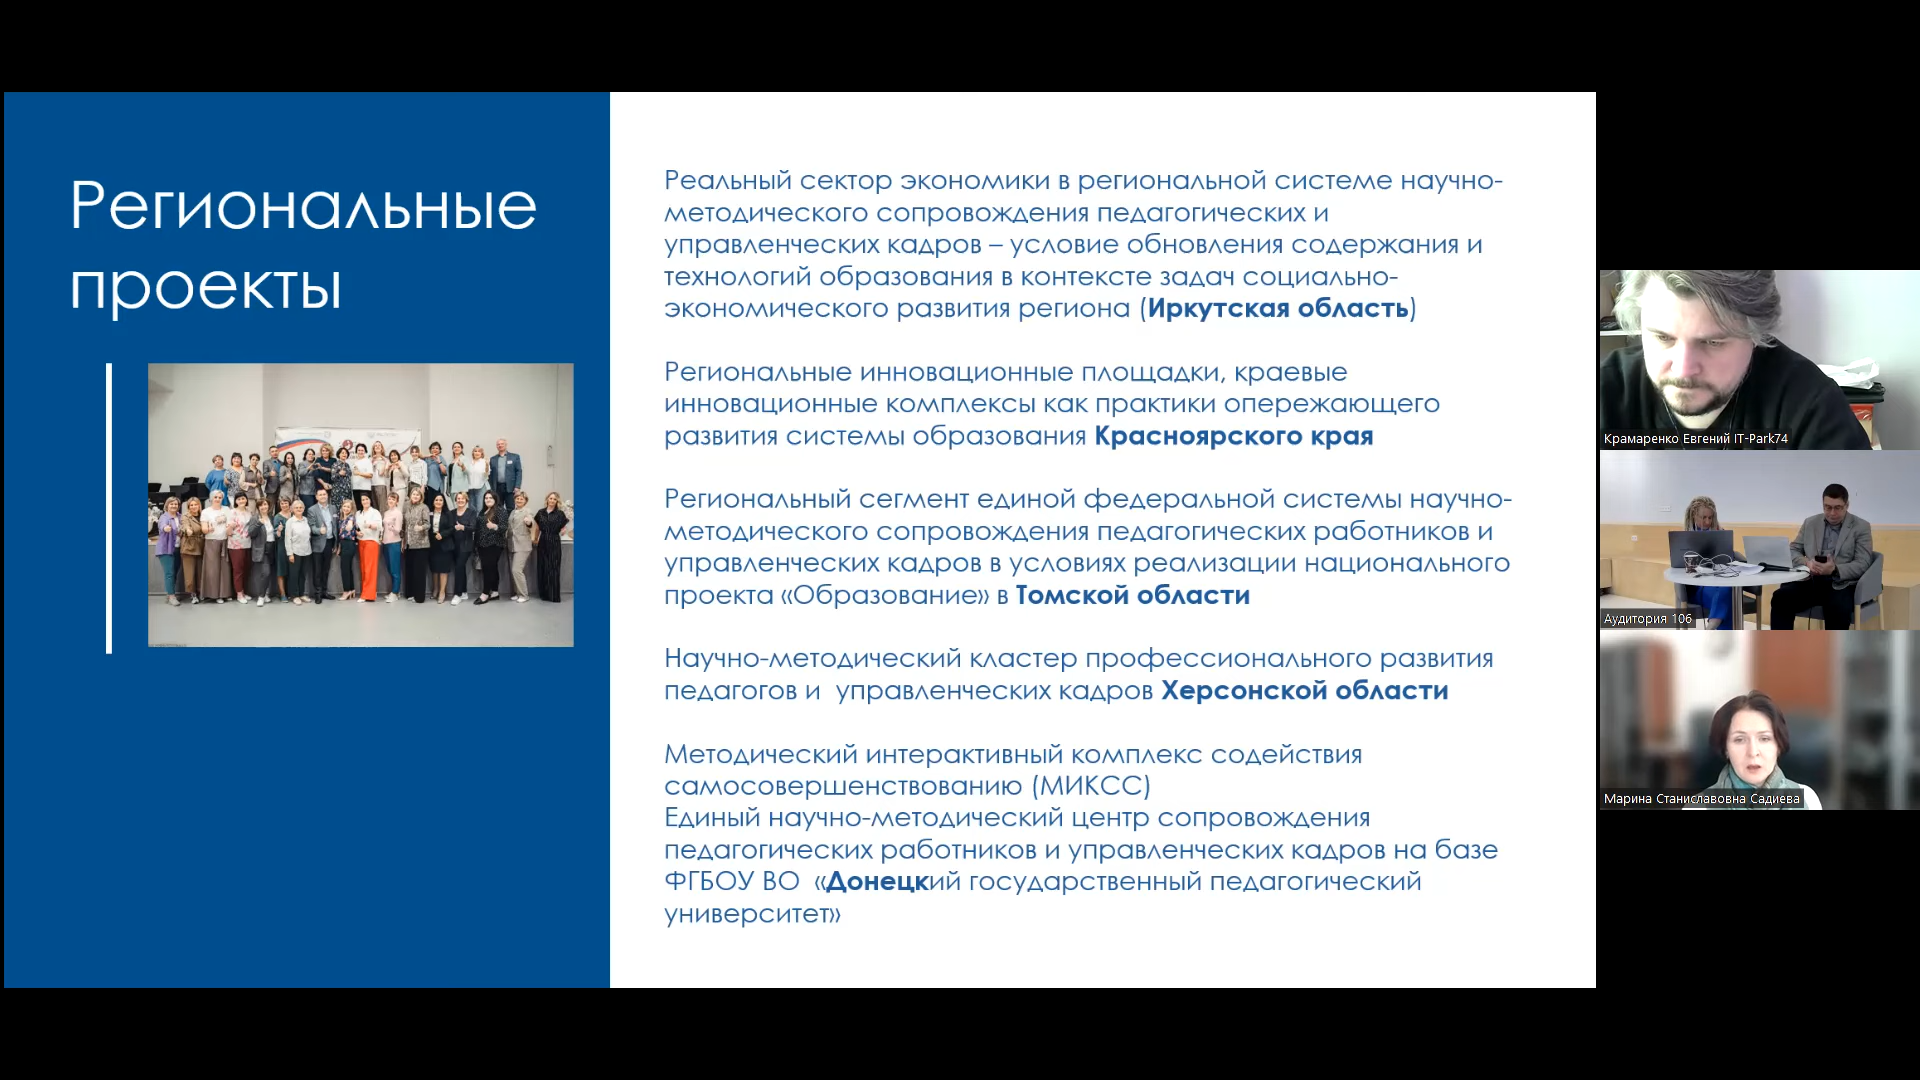 Региональные
проекты
Реальный сектор экономики в региональной системе научно-
методического сопровождения педагогических и
управленческих кадров – условие обновления содержания и
технологий образования в контексте задач социально-
экономического развития региона (Иркутская область)
Региональные инновационные площадки, краевые
инновационные комплексы как практики опережающего
развития системы образования Красноярского края
Региональный сегмент единой федеральной системы научно-
методического сопровождения педагогических работников и
управленческих кадров в условиях реализации национального
проекта «Образование» в Томской области
Научно-методический кластер профессионального развития
педагогов и  управленческих кадров Херсонской области
Методический интерактивный комплекс содействия
самосовершенствованию (МИКСС)
Единый научно-методический центр сопровождения
педагогических работников и управленческих кадров на базе
ФГБОУ ВО  «Донецкий государственный педагогический
университет»
Крамаренко Евгений IT-Park74
Аудитория 106
Марина Станиславовна Садиева